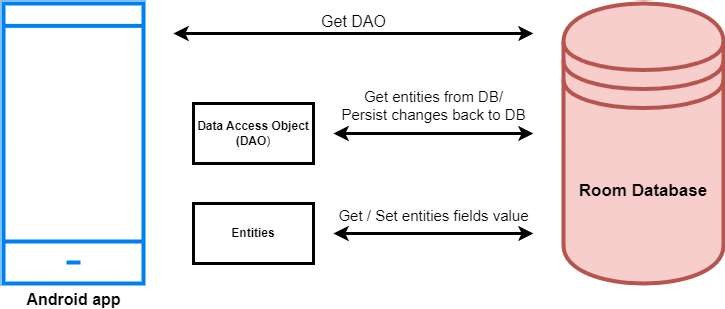 Get DAO
Get entities from DB/
Persist changes back to DB
Data Access Object
(DAO)
Room Database
Get / Set entities fields value
Entities
Android app